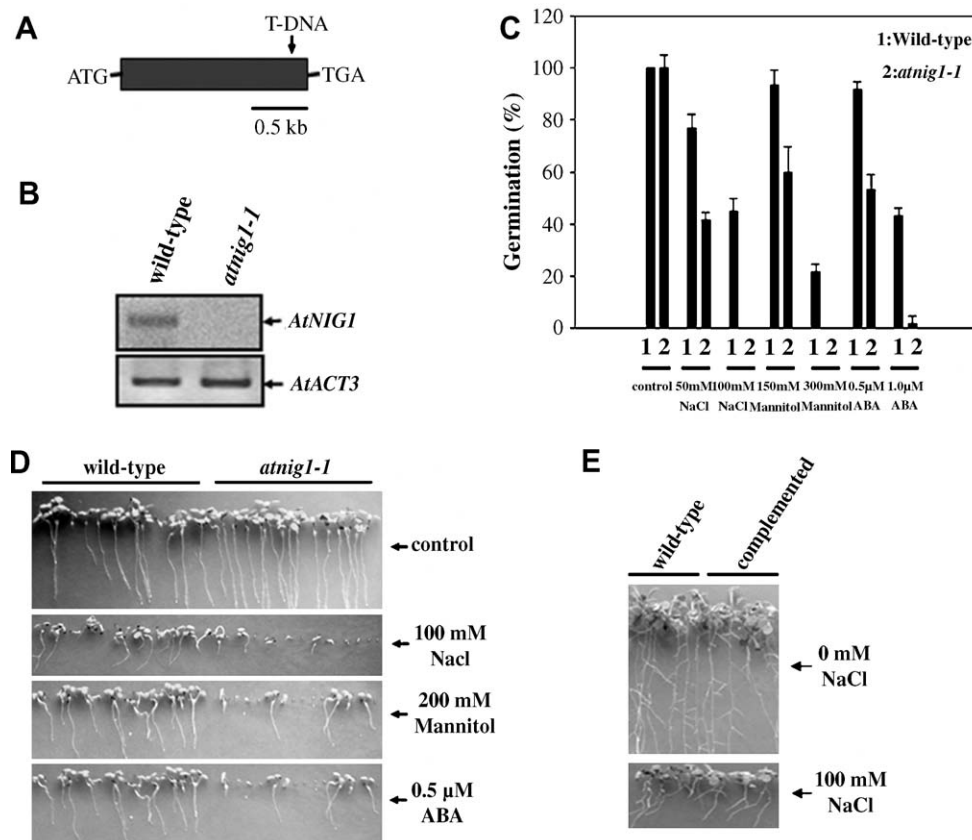 A
T-DNA
ATG
TGA
0.5 kb
B
wild-type
atnig1-1
AtNIG1
AtACT3
C
Germination (%)
120
100
80
60
40
20
0
1:Wild-type
2:atnig1-1
1 2 1 2 1 2 1 2 1 2 1 2 1 2
control 50mM 100mM 150mM 300mM 0.5µM 1.0µM
NaCl NaCl Mannitol Mannitol ABA ABA
D
wild-type
atnig1-1
control
100 mM
Nacl
200 mM
Mannitol
0.5 µM
ABA
E
wild-type
complemented
0 mM
NaCl
100 mM
NaCl